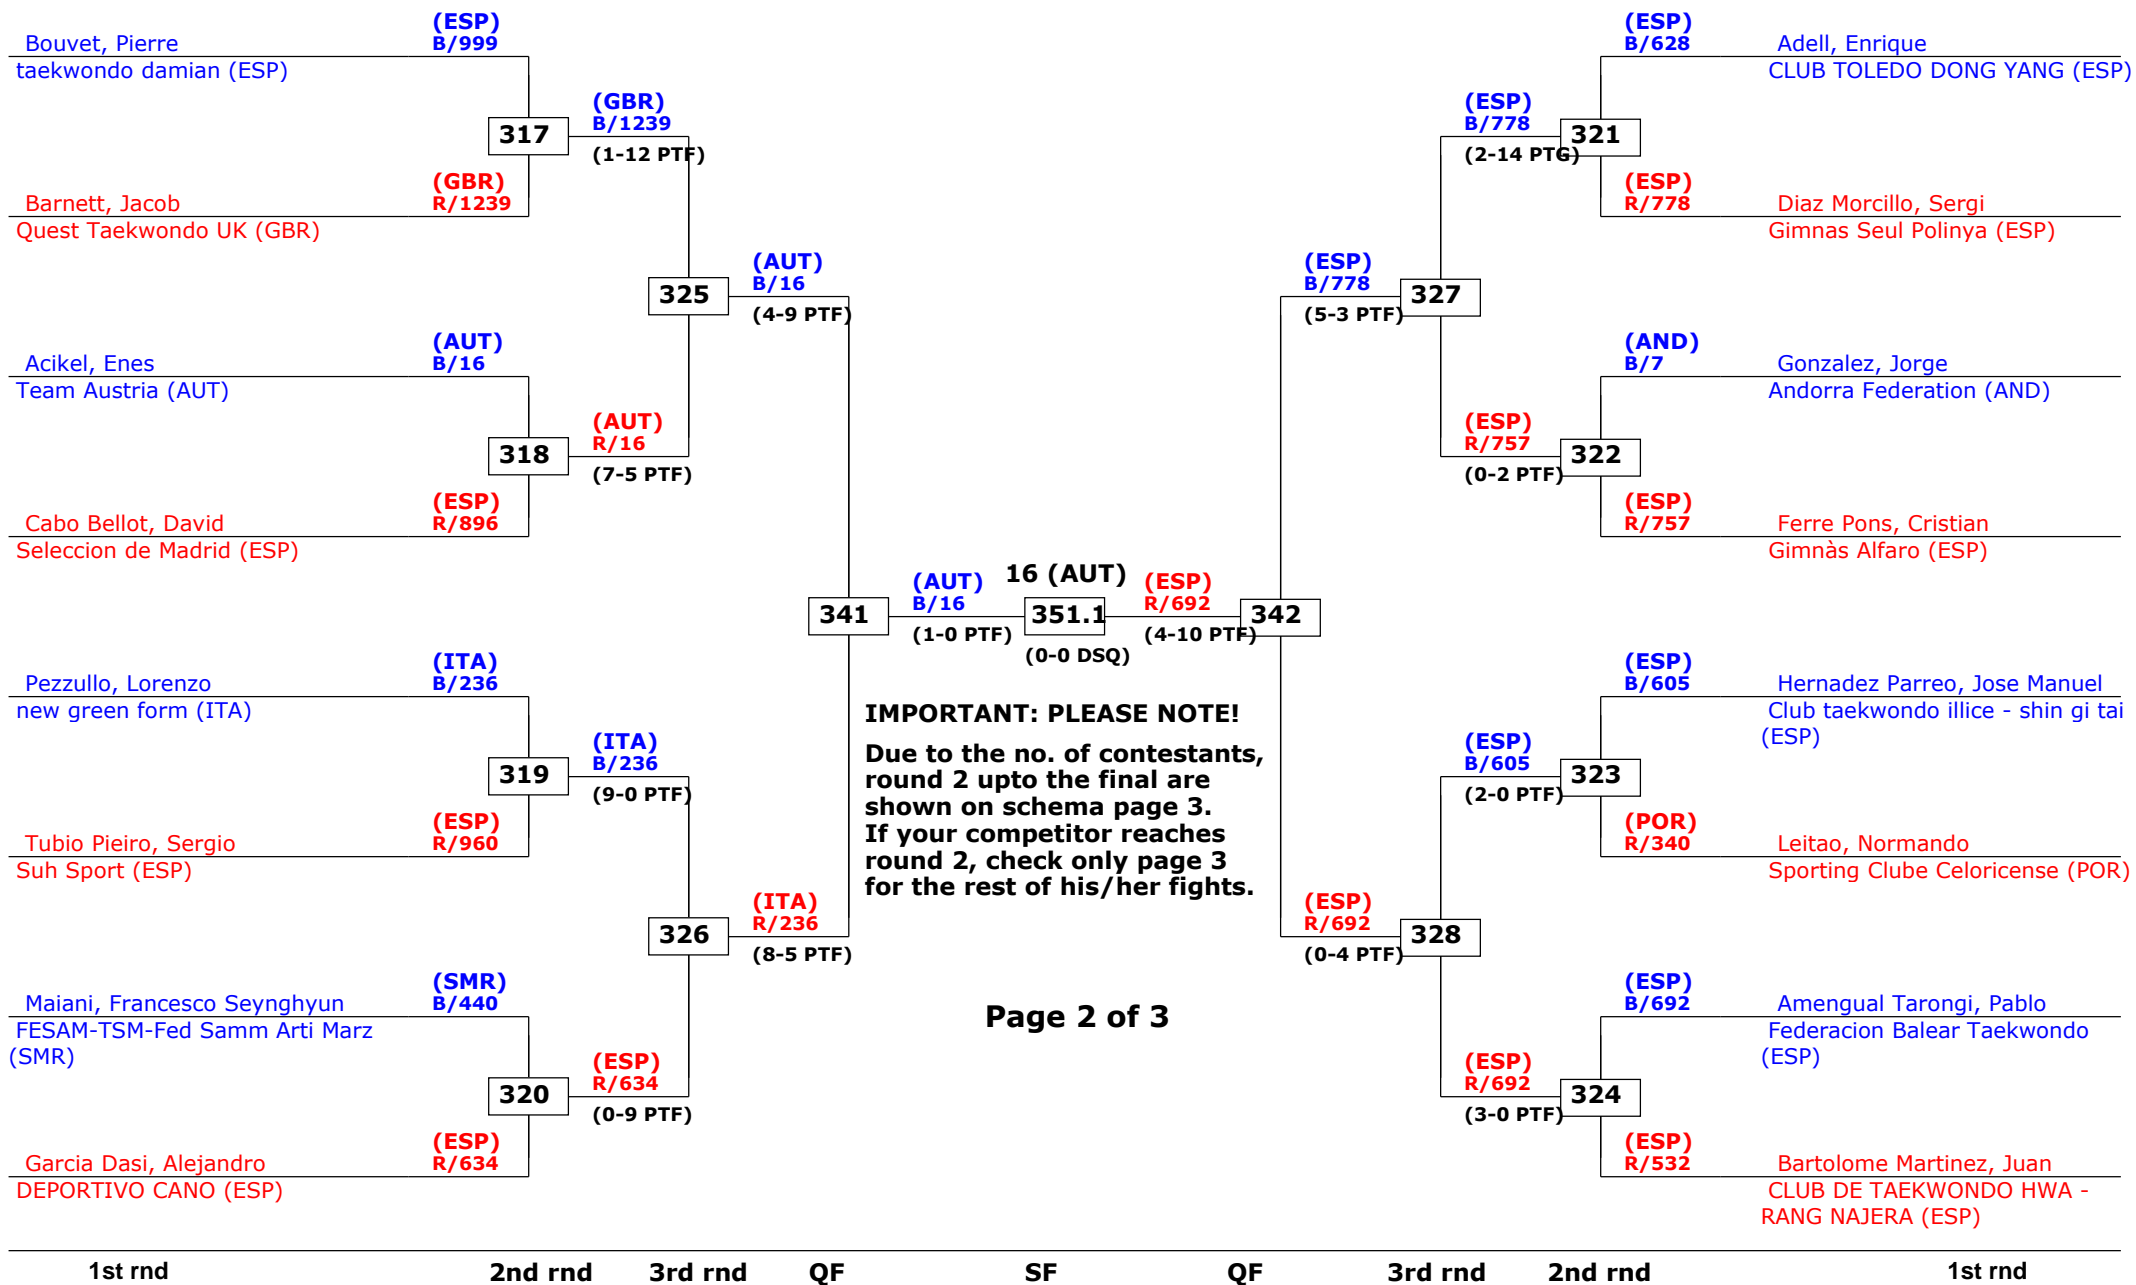 (ESP)
Bouvet, Pierre B/999
taekwondo damian (ESP)
317
(GBR)
B/1239
(1-12 PTF)
(GBR)
Barnett, Jacob R/1239
Quest Taekwondo UK (GBR)
325
(AUT)
B/16
(4-9 PTF)
(AUT)
Acikel, Enes B/16
Team Austria (AUT)
318
(AUT)
R/16
(7-5 PTF)
(ESP)
Cabo Bellot, David R/896
Seleccion de Madrid (ESP)
341
(AUT)
B/16
(1-0 PTF)
(ITA)
Pezzullo, Lorenzo B/236
new green form (ITA)
319
(ITA)
B/236
(9-0 PTF)
(ESP)
Tubio Pieiro, Sergio R/960
Suh Sport (ESP)
326
(ITA)
R/236
(8-5 PTF)
(SMR)
Maiani, Francesco Seynghyun B/440
FESAM-TSM-Fed Samm Arti Marz
(SMR)
320
(ESP)
R/634
(0-9 PTF)
(ESP)
Garcia Dasi, Alejandro R/634
DEPORTIVO CANO (ESP)
16 (AUT)
351.1
(0-0 DSQ)
IMPORTANT: PLEASE NOTE!
Due to the no. of contestants,
round 2 upto the final are
shown on schema page 3.
If your competitor reaches
round 2, check only page 3
for the rest of his/her fights.
Page 2 of 3
(ESP)
B/628 Adell, Enrique
CLUB TOLEDO DONG YANG (ESP)
(ESP)
B/778
(2-14 PTG)
321
(ESP)
R/778 Diaz Morcillo, Sergi
Gimnas Seul Polinya (ESP)
(ESP)
B/778
(5-3 PTF)
327
(AND)
B/7 Gonzalez, Jorge
Andorra Federation (AND)
(ESP)
R/757
(0-2 PTF)
322
(ESP)
R/757 Ferre Pons, Cristian
Gimnàs Alfaro (ESP)
(ESP)
R/692
(4-10 PTF)
342
(ESP)
B/605 Hernadez Parreo, Jose Manuel
Club taekwondo illice - shin gi tai
(ESP)
(ESP)
B/605
(2-0 PTF)
323
(POR)
R/340 Leitao, Normando
Sporting Clube Celoricense (POR)
(ESP)
R/692
(0-4 PTF)
328
(ESP)
B/692 Amengual Tarongi, Pablo
Federacion Balear Taekwondo
(ESP)
(ESP)
R/692
(3-0 PTF)
324
(ESP)
R/532 Bartolome Martinez, Juan
CLUB DE TAEKWONDO HWA -
RANG NAJERA (ESP)
1st rnd 2nd rnd 3rd rnd QF SF QF 3rd rnd 2nd rnd 1st rnd